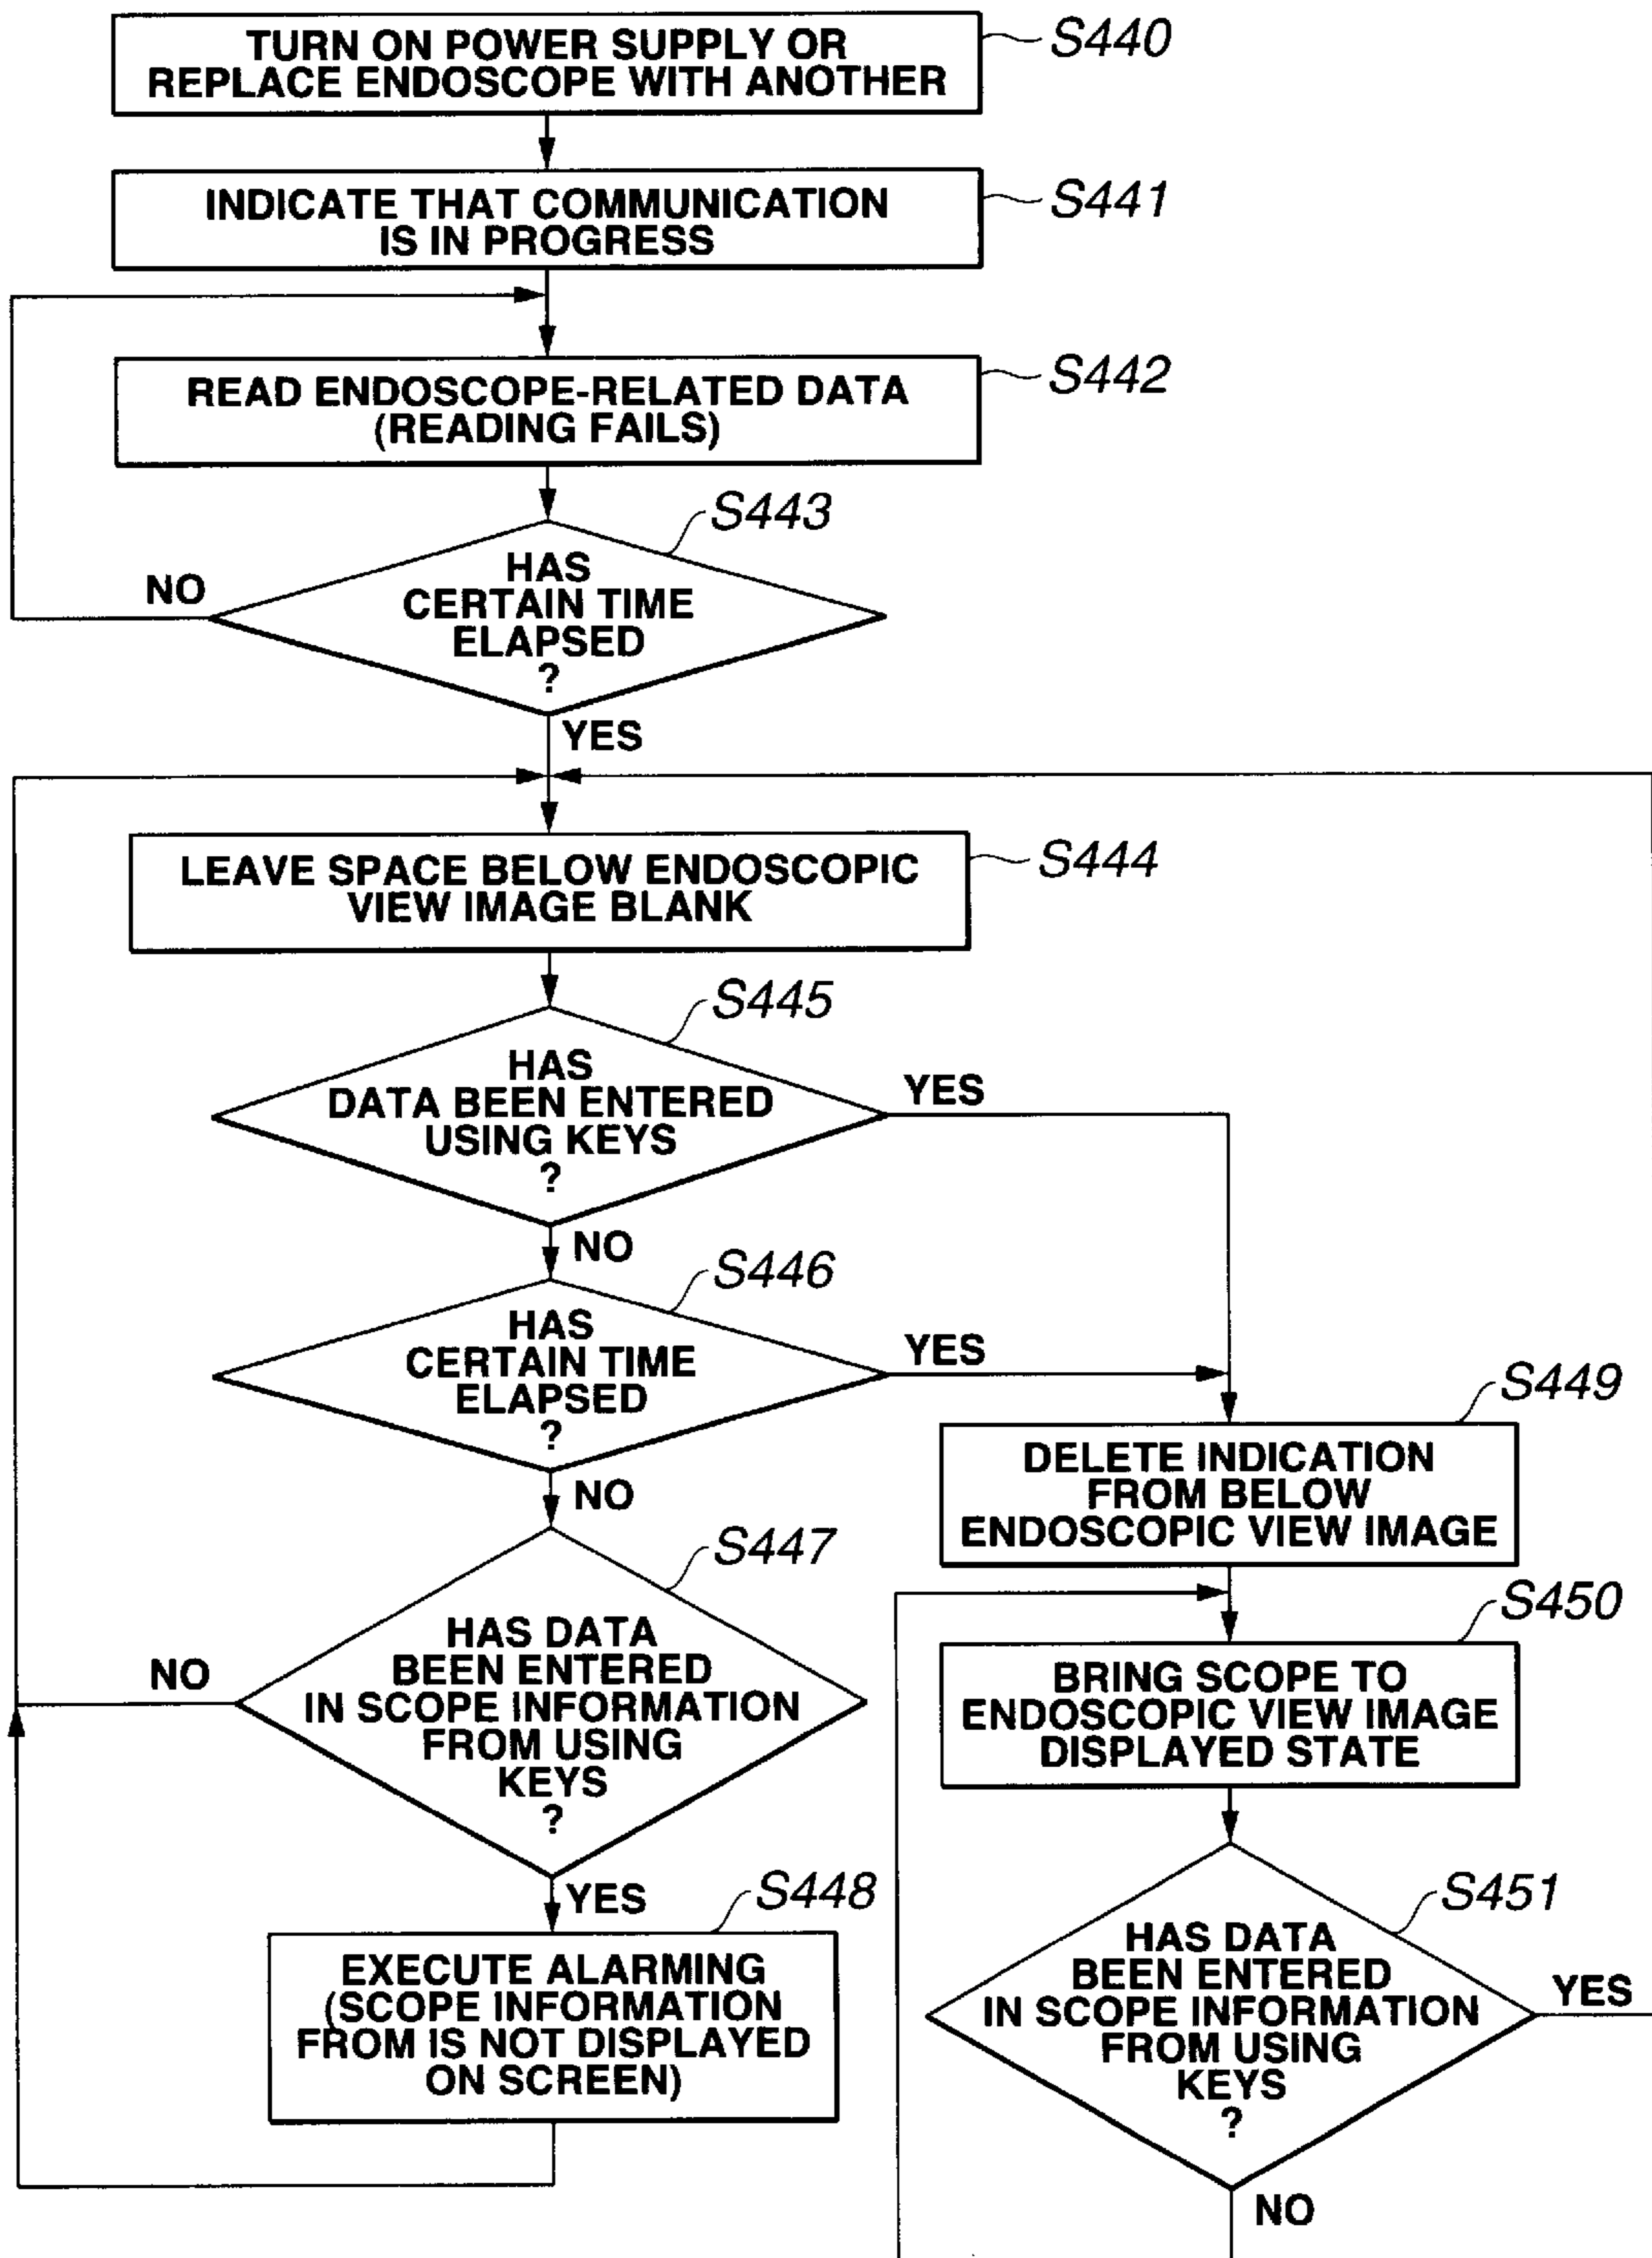 TURN ON POWER SUPPLY OR
REPLACE ENDOSCOPE WITH ANOTHER
S440
INDICATE THAT COMMUNICATION
IS IN PROGRESS
S441
READ ENDOSCOPE-RELATED DATA
(READING FAILS)
S442
S443
HAS
CERTAIN TIME
ELAPSED
?
NO
YES
LEAVE SPACE BELOW ENDOSCOPIC
VIEW IMAGE BLANK
S444
S445
HAS
DATA BEEN ENTERED
USING KEYS
?
YES
NO
S446
HAS
CERTAIN TIME
ELAPSED
?
YES
NO
S447
HAS DATA
BEEN ENTERED
IN SCOPE INFORMATION
FROM USING
KEYS
?
NO
YES
S448
EXECUTE ALARMING
(SCOPE INFORMATION
FROM IS NOT DISPLAYED
ON SCREEN)
S449
DELETE INDICATION
FROM BELOW
ENDOSCOPIC VIEW IMAGE
S450
BRING SCOPE TO
ENDOSCOPIC VIEW IMAGE
DISPLAYED STATE
S451
HAS DATA
BEEN ENTERED
IN SCOPE INFORMATION
FROM USING
KEYS
?
YES
NO